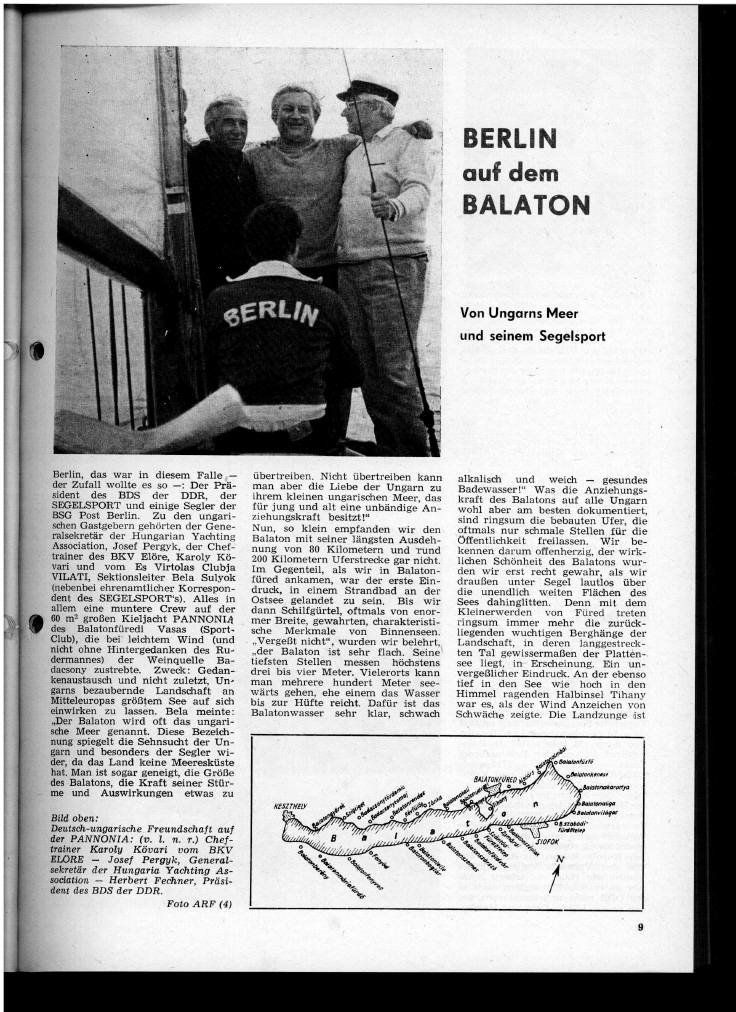 BERLIN
auf dem
BALATON
Von Ungarns Meer
und seinem Segelsport
BERLIN
Berlin, das war in diesem Falle —
der Zufall wollte es so —: Der Prä-
sident des BDS der DDR, der
SEGELSPORT und einige Segler der
BSG Post Berlin. Zu den ungari-
schen Gastgebern gehörten der Gene-
ralsekretär der Hungarian Yachting
Association, Josef Pergyk, der Chef-
trainer des BKV Elöre, Karoly Kö-
vari und vom Es Virtolas Clubja
VILATI, Sektionsleiter Bela Sulyok
(nebenbei ehrenamtlicher Korrespon-
dent des SEGELSPORT's). Alles in
allem eine muntere Crew auf der
60 m² großen Kieljacht PANNONIA
des Balatonfüredi Vasas (Sport-
Club), die bei leichtem Wind (und
nicht ohne Hintergedanken des Ru-
dermannes) der Weinquelle Ba-
dacsony zustrebte. Zweck: Gedan-
kenaustausch und nicht zuletzt, Un-
garns bezaubernde Landschaft an
Mitteleuropas größtem See auf sich
einwirken zu lassen. Bela meinte:
„Der Balaton wird oft das ungari-
sche Meer genannt. Diese Bezeich-
nung spiegelt die Sehnsucht der Un-
garn und besonders der Segler wi-
der, da das Land keine Meeresküste
hat. Man ist sogar geneigt, die Größe
des Balatons, die Kraft seiner Stür-
me und Auswirkungen etwas zu
Bild oben:
Deutsch-ungarische Freundschaft auf
der PANNONIA: (v. l. n. r.) Chef-
trainer Karoly Kövari vom BKV
ELÖRE — Josef Pergyk, General-
sekretär der Hungaria Yachting As-
sociation — Herbert Fechner, Präsi-
dent des BDS der DDR.
Foto ARF (4)
übertreiben. Nicht übertreiben kann
man aber die Liebe der Ungarn zu
ihrem kleinen ungarischen Meer, das
für jung und alt eine unbändige An-
ziehungskraft besitzt!"
Nun, so klein empfanden wir den
Balaton mit seiner längsten Ausdeh-
nung von 80 Kilometern und rund
200 Kilometern Uferstrecke gar nicht.
Im Gegenteil, als wir in Balaton-
füred ankamen, war der erste Ein-
druck, in einem Strandbad an der
Ostsee gelandet zu sein. Bis wir
dann Schilfgürtel, oftmals von enor-
mer Breite, gewahrten, charakteristi-
sche Merkmale von Binnenseen.
„Vergeßt nicht", wurden wir belehrt,
„der Balaton ist sehr flach. Seine
tiefsten Stellen messen höchstens
drei bis vier Meter. Vielerorts kann
man mehrere hundert Meter see-
wärts gehen, ehe einem das Wasser
bis zur Hüfte reicht. Dafür ist das
Balatonwasser sehr klar, schwach
alkalisch und weich — gesundes
Badewasser!" Was die Anziehungs-
kraft des Balatons auf alle Ungarn
wohl aber am besten dokumentiert,
sind ringsum die bebauten Ufer, die
oftmals nur schmale Stellen für die
Öffentlichkeit freilassen. Wir be-
kennen darum offenherzig, der wirk-
lichen Schönheit des Balatons wur-
den wir erst recht gewahr, als wir
draußen unter Segel lautlos über
die unendlich weiten Flächen des
Sees dahinglitten. Denn mit dem
Kleinerwerden von Füred treten
ringsum immer mehr die zurück-
liegenden wuchtigen Berghänge der
Landschaft, in deren langgestreck-
ten Tal gewissermaßen der Platten-
see liegt, in Erscheinung. Ein un-
vergeßlicher Eindruck. An der ebenso
tief in den See wie hoch in den
Himmel ragenden Halbinsel Tihany
war es, als der Wind Anzeichen von
Schwäche zeigte. Die Landzunge ist
KESZTHELY
BALATONFÜRED
Balatonfűzfő
Balatonkenese
Balatonakarattya
Balatonaliga
Balatonvilágos
B.szabadi-
fürdőtelep
SIÓFOK
Balaton
Balatonberény
Balatonmáriafürdő
Balatonfenyves
Fonyód
Tihany
N
9